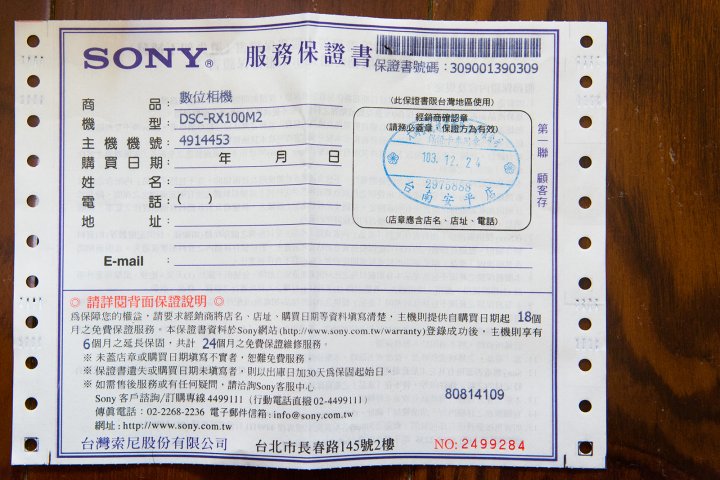 SONY® 服務保證書
保證書號碼：309001390309
商品：數位相機
機型：DSC-RX100M2
主機機號：4914453
購買日期： 年 月 日
姓名：
電話：( )
地址：
E-mail
(此保證書限台灣地區使用)
經銷商確認章
(請務必蓋章，保證方為有效)
103.12.24
2975888
台南安平店
(店章應含店名、店址、電話)
第一聯 顧客存
◎ 請詳閱背面保證說明 ◎
為保障您的權益，請要求經銷商將店名、店址、購買日期等資料填寫清楚，主機則提供自購買日期起 18個
月之免費保證服務。本保證書資料於Sony網站(http://www.sony.com.tw/warranty)登錄成功後，主機則享有
6個月之延長保固，共計 24個月之免費保證維修服務。
※ 未蓋店章或購買日期填寫不實者，恕難免費服務。
※ 保證書遺失或購買日期未填寫者，則以出庫日加30天為保固起始日。
※ 如需售後服務或有任何疑問，請洽詢Sony客服中心
Sony 客戶諮詢/訂購專線 4499111 (行動電話直撥 02-4499111)
傳真電話：02-2268-2236 電子郵件信箱：info@sony.com.tw
網址：http://www.sony.com.tw
80814109
台灣索尼股份有限公司 台北市長春路145號2樓 NO: 2499284